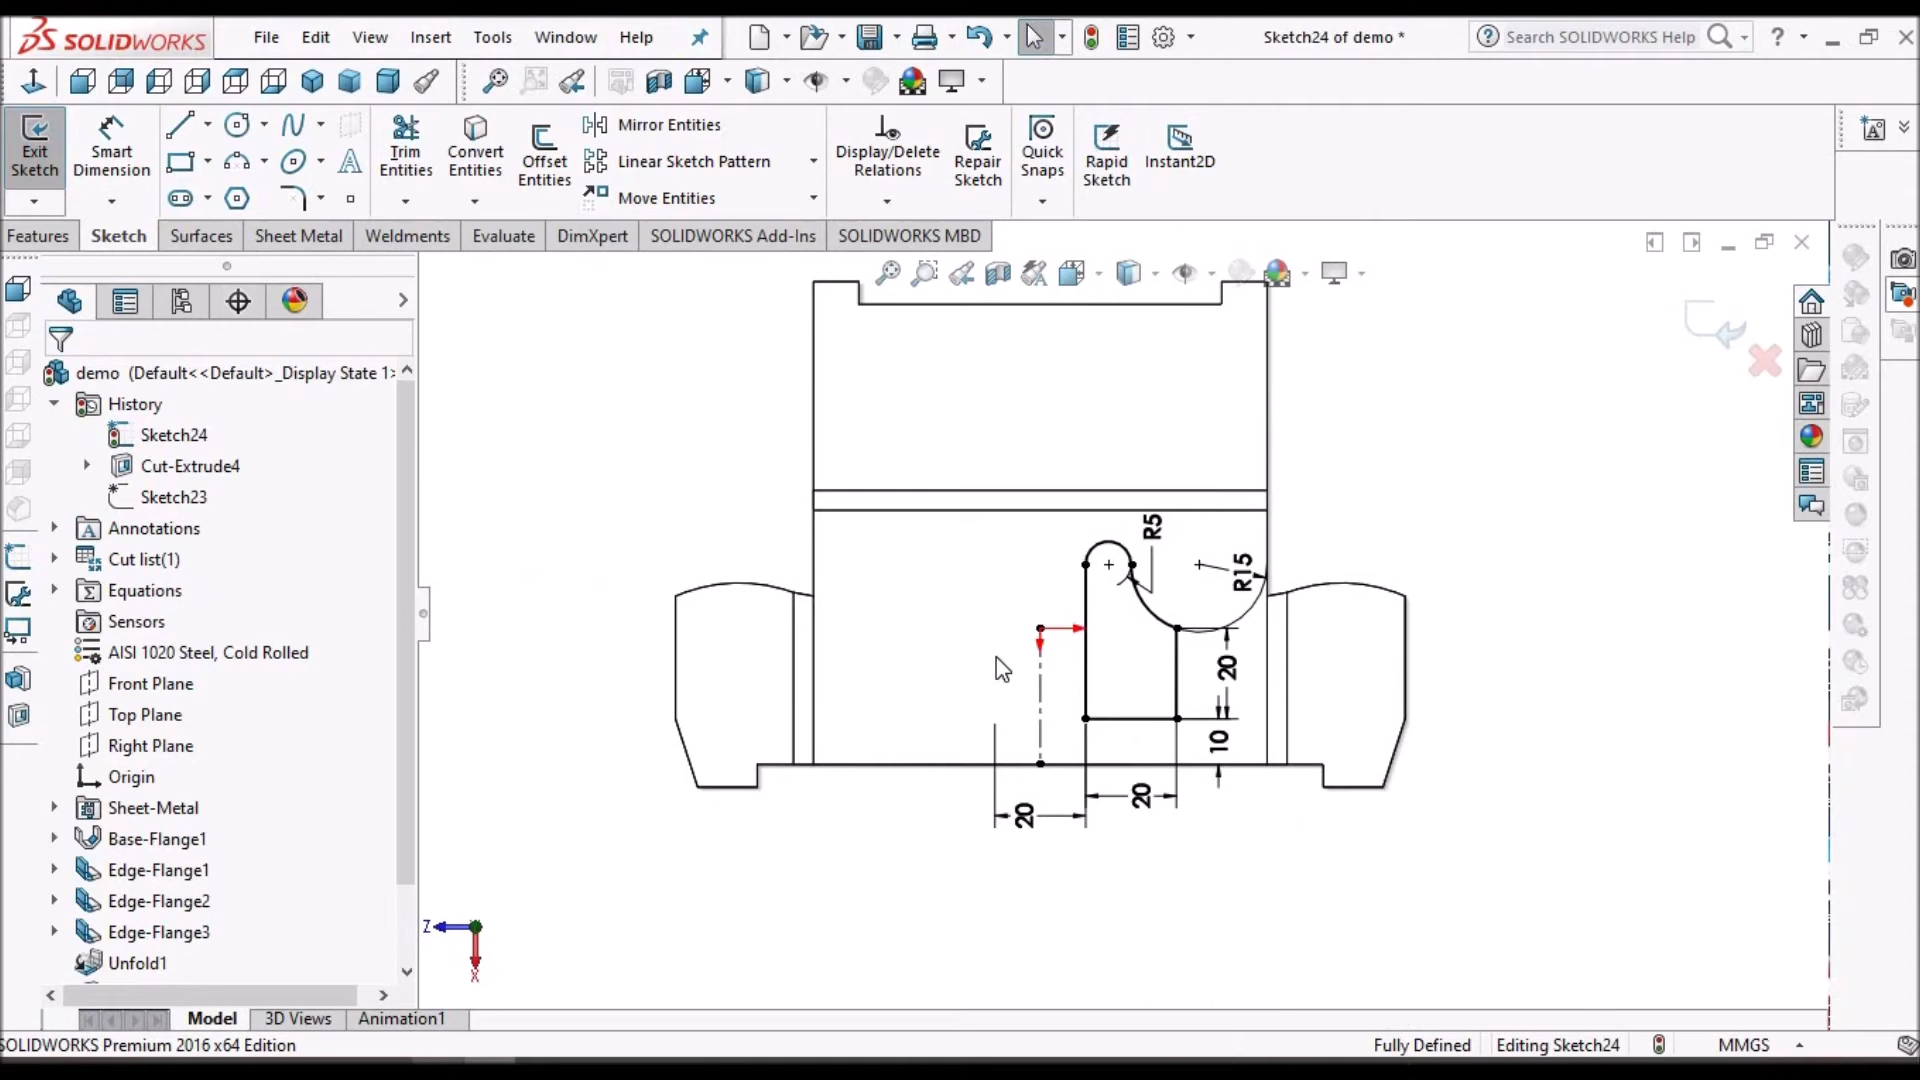 SOLIDWORKS
File Edit View Insert Tools Window Help
Sketch24 of demo *
Search SOLIDWORKS Help
Exit Sketch
Smart Dimension
Trim Entities
Convert Entities
Offset Entities
Mirror Entities
Linear Sketch Pattern
Move Entities
Display/Delete Relations
Repair Sketch
Quick Snaps
Rapid Sketch
Instant2D
Features Sketch Surfaces Sheet Metal Weldments Evaluate DimXpert SOLIDWORKS Add-Ins SOLIDWORKS MBD
demo (Default<<Default>_Display State 1>
History
Sketch24
Cut-Extrude4
Sketch23
Annotations
Cut list(1)
Equations
Sensors
AISI 1020 Steel, Cold Rolled
Front Plane
Top Plane
Right Plane
Origin
Sheet-Metal
Base-Flange1
Edge-Flange1
Edge-Flange2
Edge-Flange3
Unfold1
R5
R15
20
10
20
20
Z
X
Model 3D Views Animation1
SOLIDWORKS Premium 2016 x64 Edition
Fully Defined Editing Sketch24 MMGS